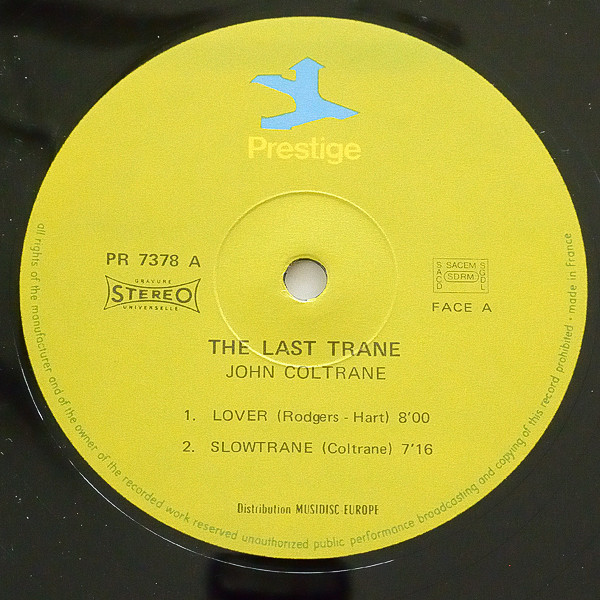 Prestige
PR 7378 A
GRAVURE
STEREO
UNIVERSELLE
SACD
SACEM
SDRM
SGDL
FACE A
THE LAST TRANE
JOHN COLTRANE
1. LOVER (Rodgers - Hart) 8'00
2. SLOWTRANE (Coltrane) 7'16
Distribution MUSIDISC EUROPE
all rights of the manufacturer and of the owner of the recorded work reserved unauthorized public performance broadcasting and copying of this record prohibited • made in France